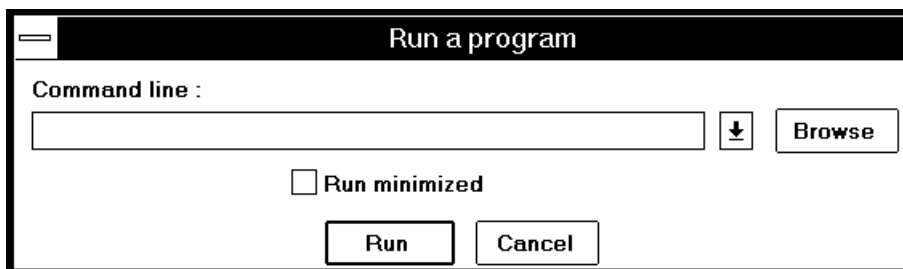 Run a program
Command line :
Browse
Run minimized
Run Cancel